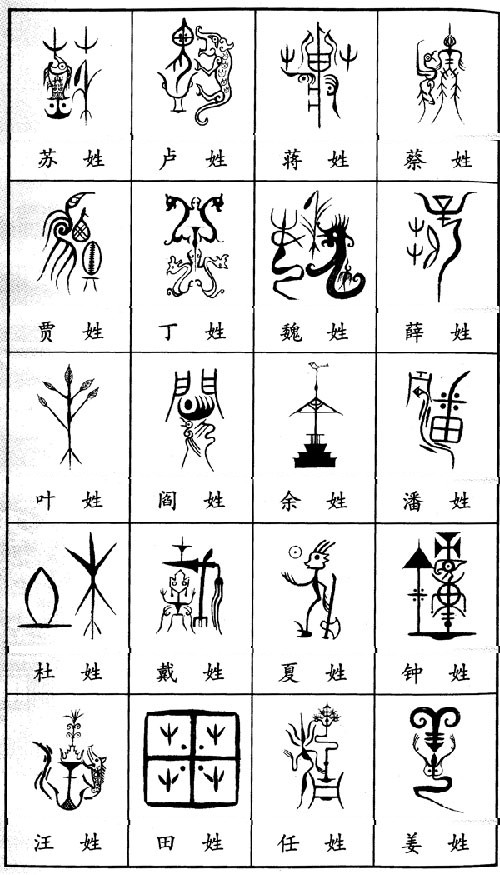 苏 姓 卢 姓 蒋 姓 蔡 姓
贾 姓 丁 姓 魏 姓 薛 姓
叶 姓 阎 姓 余 姓 潘 姓
杜 姓 戴 姓 夏 姓 钟 姓
汪 姓 田 姓 任 姓 姜 姓